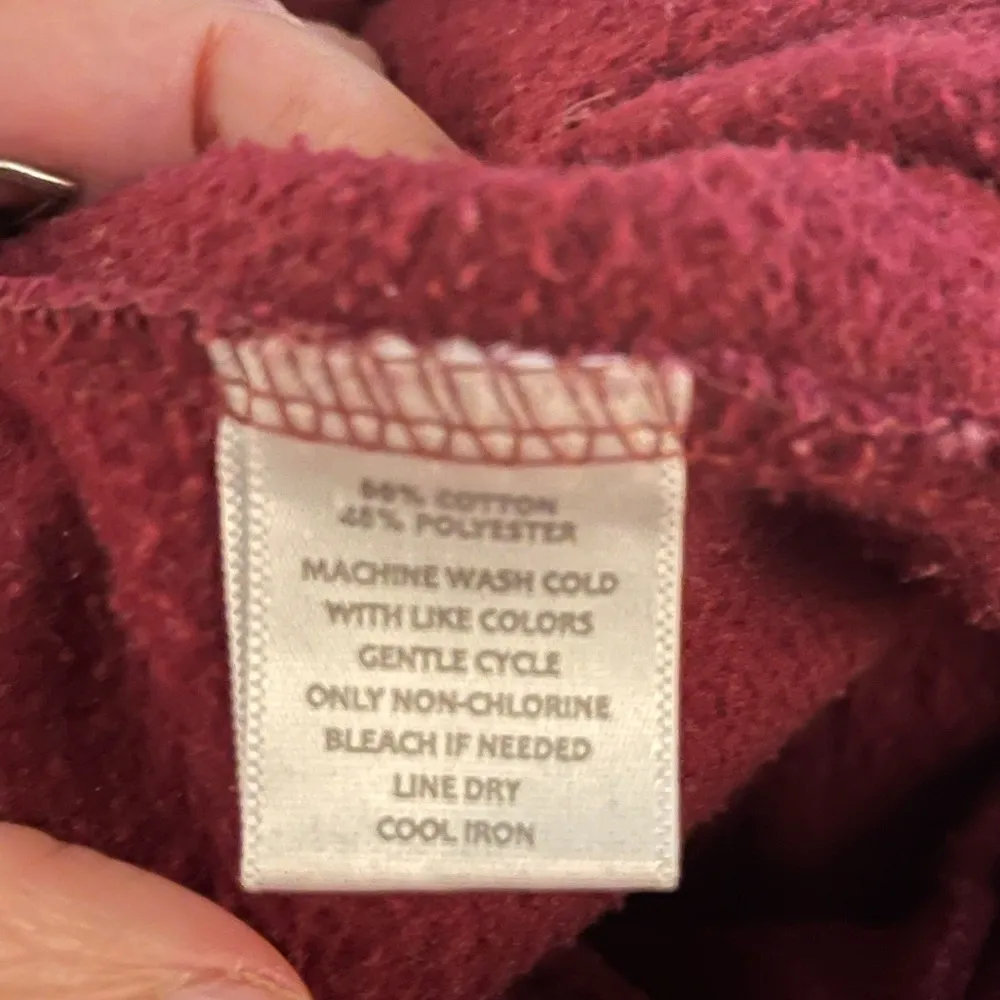 COTTON
POLYESTER
MACHINE WASH COLD
WITH LIKE COLORS
GENTLE CYCLE
ONLY NON-CHLORINE
BLEACH IF NEEDED
LINE DRY
COOL IRON